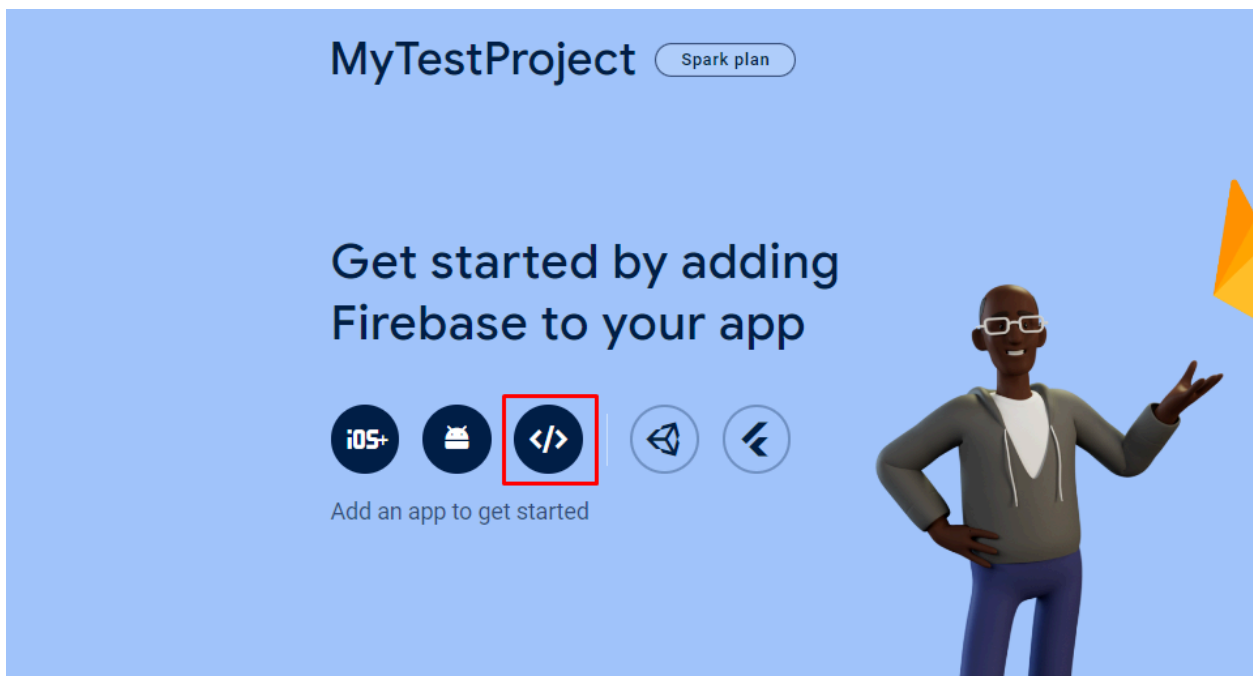 MyTestProject
Spark plan
Get started by adding
Firebase to your app
iOS+
</>
Add an app to get started